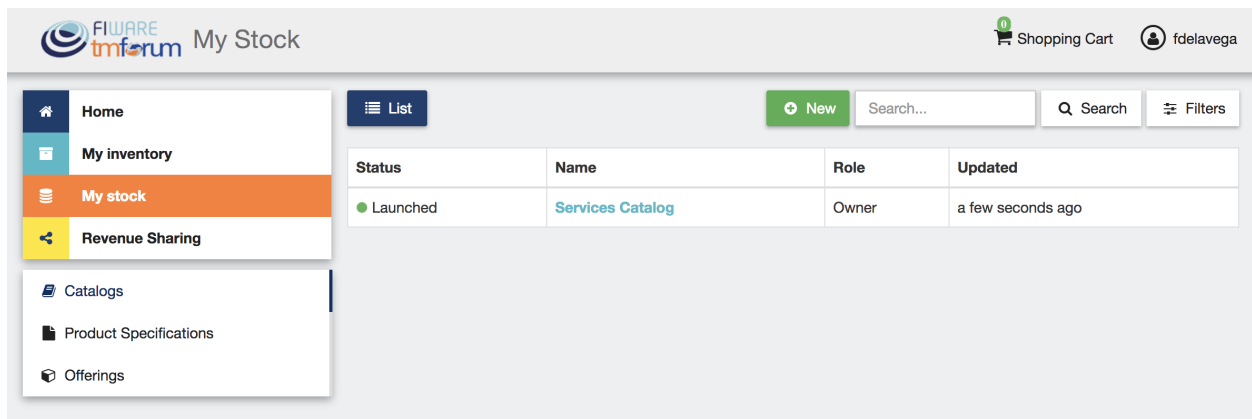 FIWARE
tmforum
My Stock
0
Shopping Cart
fdelavega
Home
My inventory
My stock
Revenue Sharing
Catalogs
Product Specifications
Offerings
List
New
Search...
Search
Filters
Status Name Role Updated
Launched Services Catalog Owner a few seconds ago